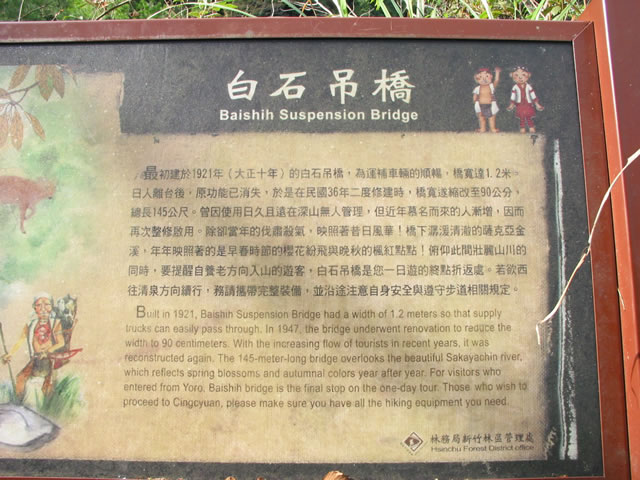 白石吊橋
Baishih Suspension Bridge
最初建於1921年（大正十年）的白石吊橋，為運補車輛的順暢，橋寬達1.2米。
日人離台後，原功能已消失，於是在民國36年二度修建時，橋寬遂縮改至90公分，
總長145公尺。曾因使用日久且遠在深山無人管理，但近年慕名而來的人漸增，因而
再次整修啟用。除卻當年的伐肅殺氣，映照著昔日風華！橋下潺湲清澈的薩克亞金
溪，年年映照著的是早春時節的櫻花紛飛與晚秋的楓紅點點！俯仰此間壯麗山川的
同時，要提醒自養老方向入山的遊客，白石吊橋是您一日遊的終點折返處。若欲西
往清泉方向續行，務請攜帶完整裝備，並沿途注意自身安全與遵守步道相關規定。
Built in 1921, Baishih Suspension Bridge had a width of 1.2 meters so that supply
trucks can easily pass through. In 1947, the bridge underwent renovation to reduce the
width to 90 centimeters. With the increasing flow of tourists in recent years, it was
reconstructed again. The 145-meter-long bridge overlooks the beautiful Sakayachin river,
which reflects spring blossoms and autumnal colors year after year. For visitors who
entered from Yoro, Baishih bridge is the final stop on the one-day tour. Those who wish to
proceed to Cingcyuan, please make sure you have all the hiking equipment you need.
林務局新竹林區管理處
Hsinchu Forest District office